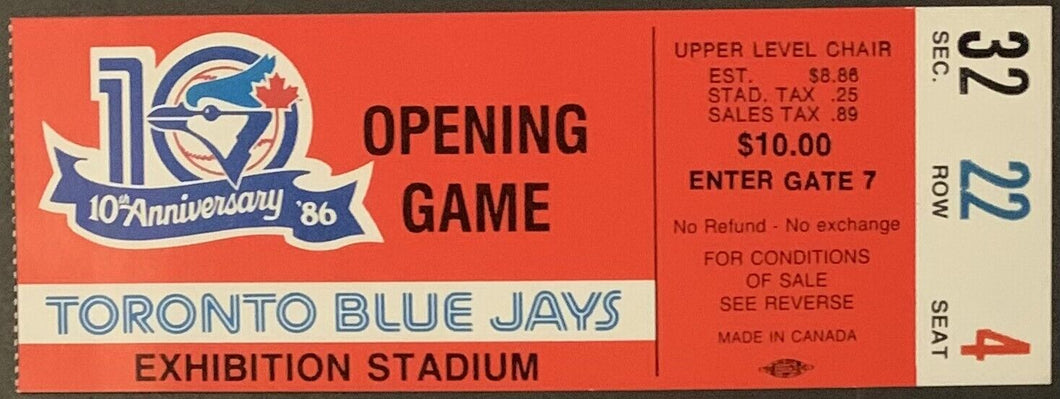 10
10th Anniversary '86
OPENING
GAME
TORONTO BLUE JAYS
EXHIBITION STADIUM
UPPER LEVEL CHAIR
EST. $8.86
STAD. TAX .25
SALES TAX .89
$10.00
ENTER GATE 7
No Refund - No exchange
FOR CONDITIONS
OF SALE
SEE REVERSE
MADE IN CANADA
SEC. 32
ROW 22
SEAT 4